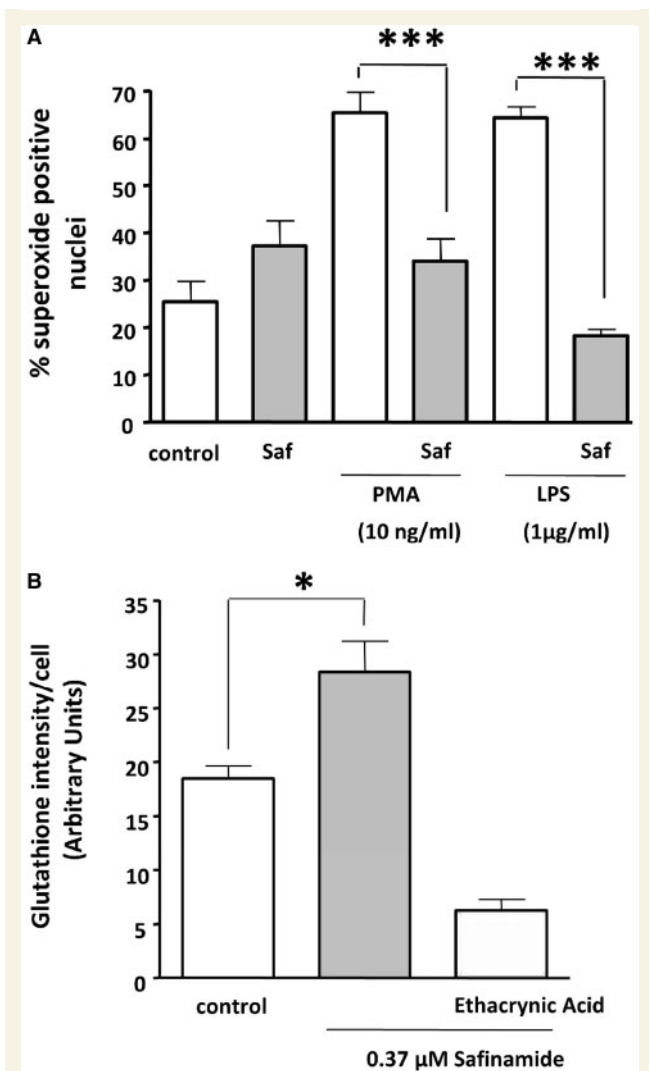 A
***
***
% superoxide positive
nuclei
70
60
50
40
30
20
10
0
control Saf Saf Saf
PMA LPS
(10 ng/ml) (1µg/ml)
B
*
Glutathione intensity/cell
(Arbitrary Units)
35
30
25
20
15
10
5
0
control Ethacrynic Acid
0.37 µM Safinamide